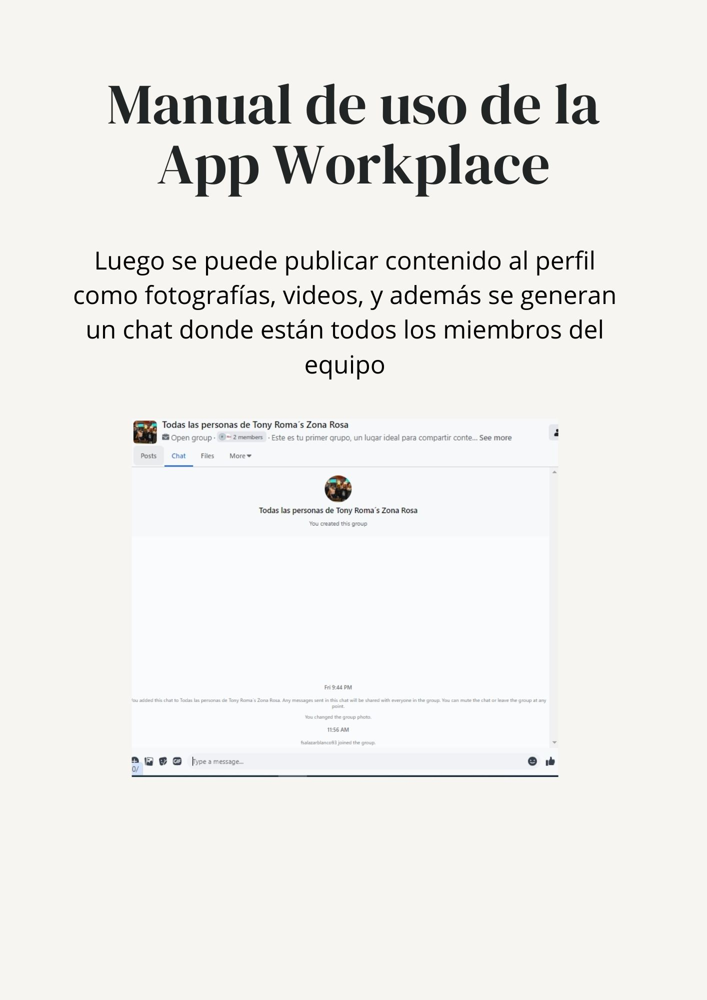 Manual de uso de la
App Workplace
Luego se puede publicar contenido al perfil
como fotografías, videos, y además se generan
un chat donde están todos los miembros del
equipo
Todas las personas de Tony Roma´s Zona Rosa
Open group · 2 members · Este es tu primer grupo, un lugar ideal para compartir conte... See more
Posts Chat Files More
Todas las personas de Tony Roma´s Zona Rosa
You created this group
Fri 9:44 PM
You added this chat to Todas las personas de Tony Roma´s Zona Rosa. Any messages sent in this chat will be shared with everyone in the group. You can mute the chat or leave the group at any
point.
You changed the group photo.
11:56 AM
fsalazarblanco93 joined the group.
GIF Type a message...
0/